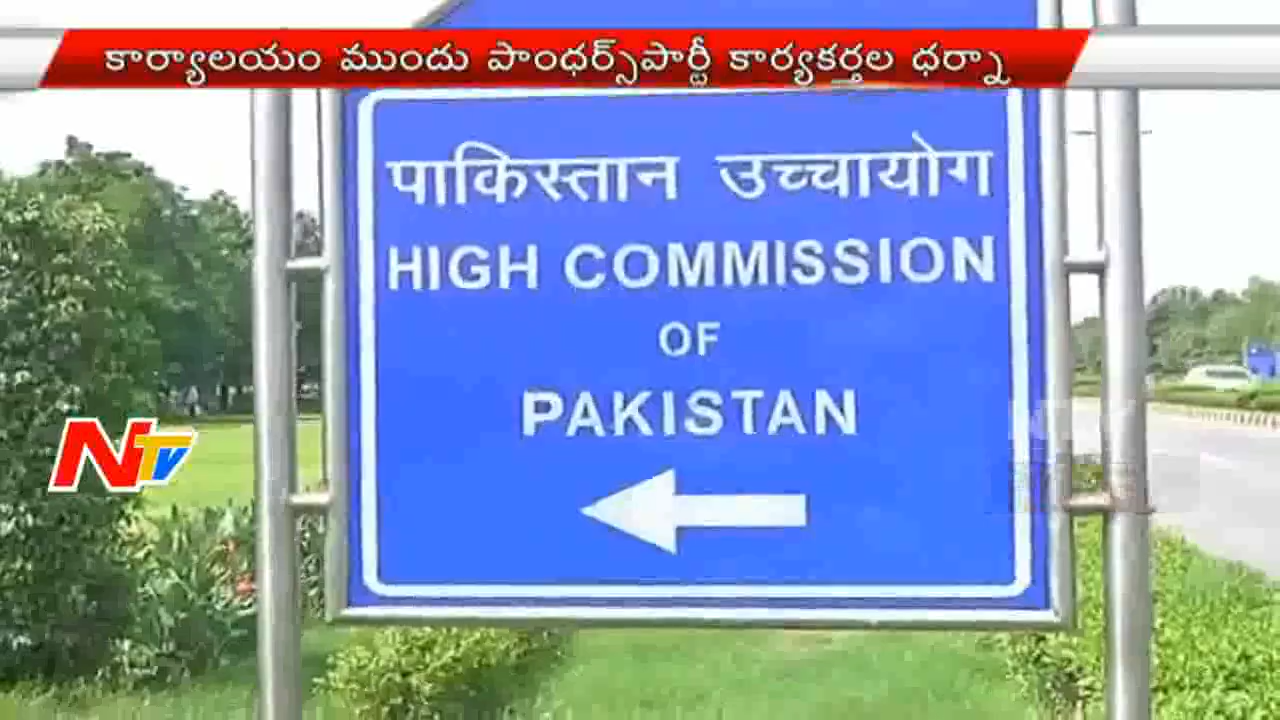 కార్యాలయం ముందు పాంథర్స్‌పార్టీ కార్యకర్తల ధర్నా
पाकिस्तान उच्चायोग
HIGH COMMISSION
OF
PAKISTAN
NTV